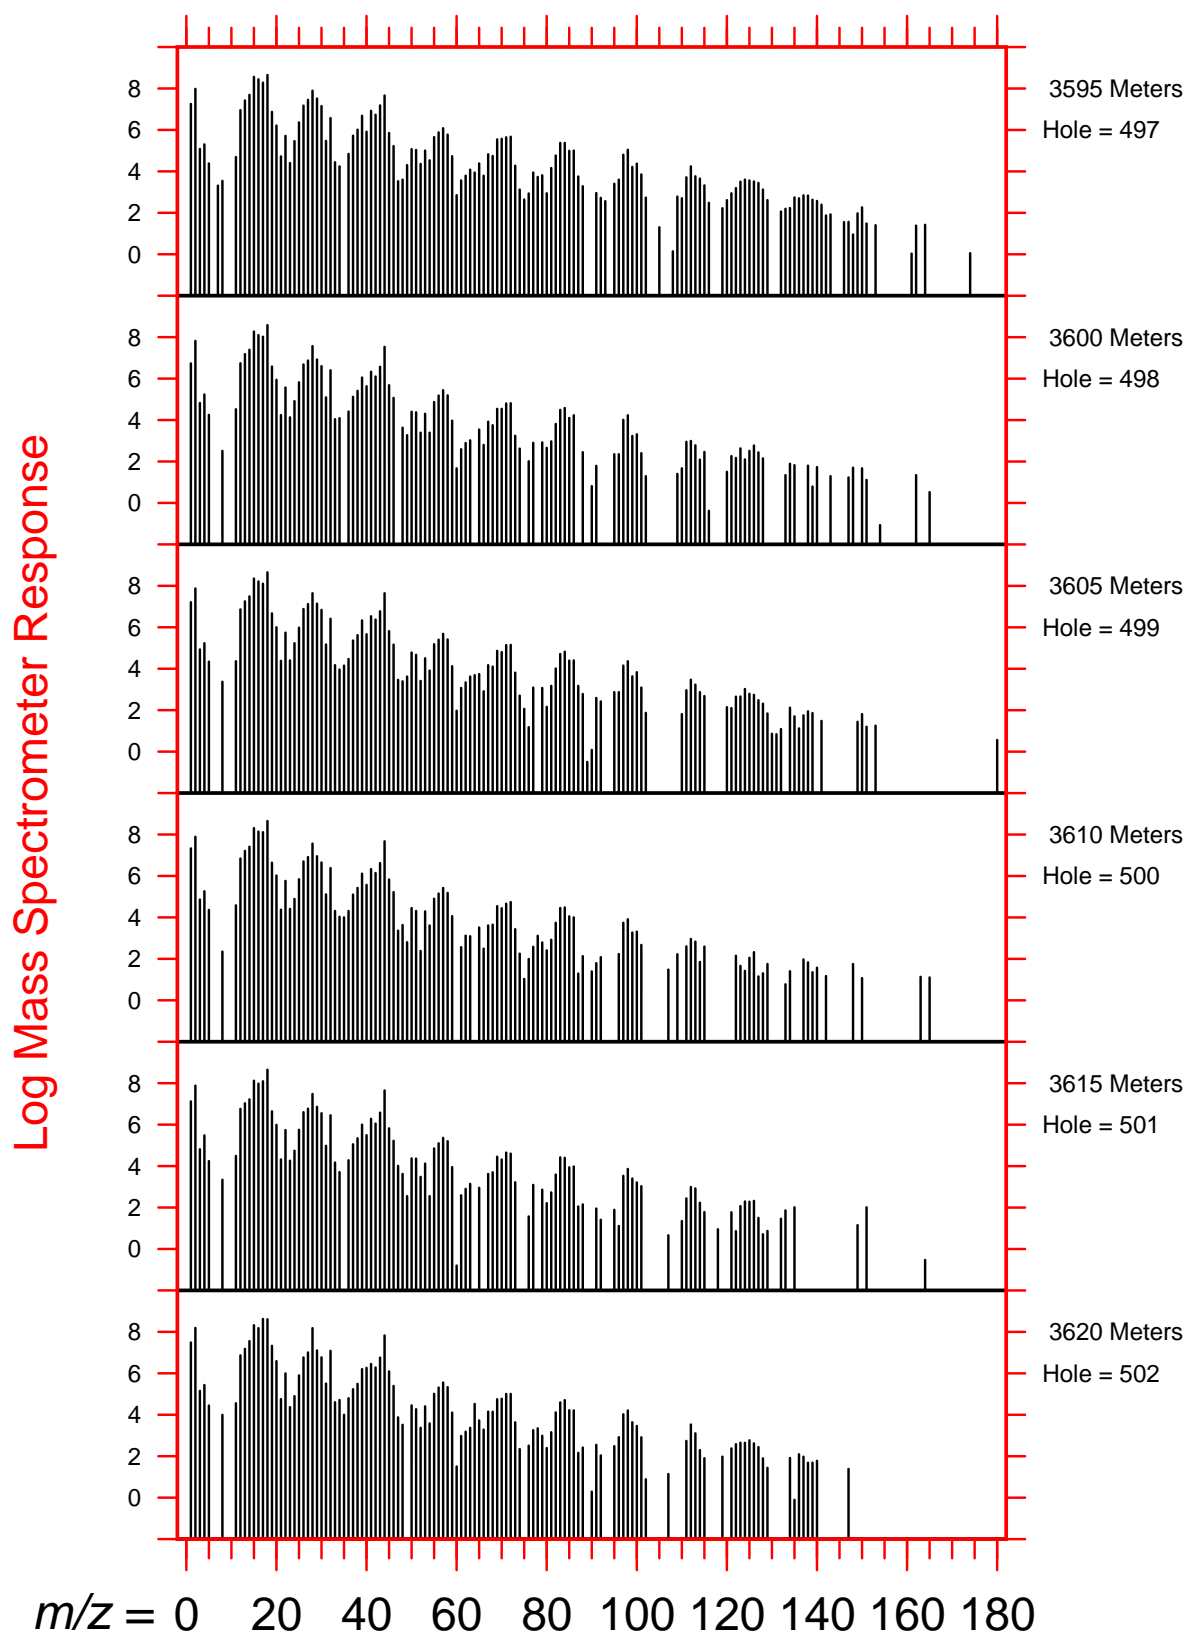 8
6
4
2
0
3595 Meters
Hole = 497
8
6
4
2
0
3600 Meters
Hole = 498
8
6
4
2
0
3605 Meters
Hole = 499
8
6
4
2
0
3610 Meters
Hole = 500
8
6
4
2
0
3615 Meters
Hole = 501
8
6
4
2
0
3620 Meters
Hole = 502
Log Mass Spectrometer Response
m/z = 0 20 40 60 80 100 120 140 160 180